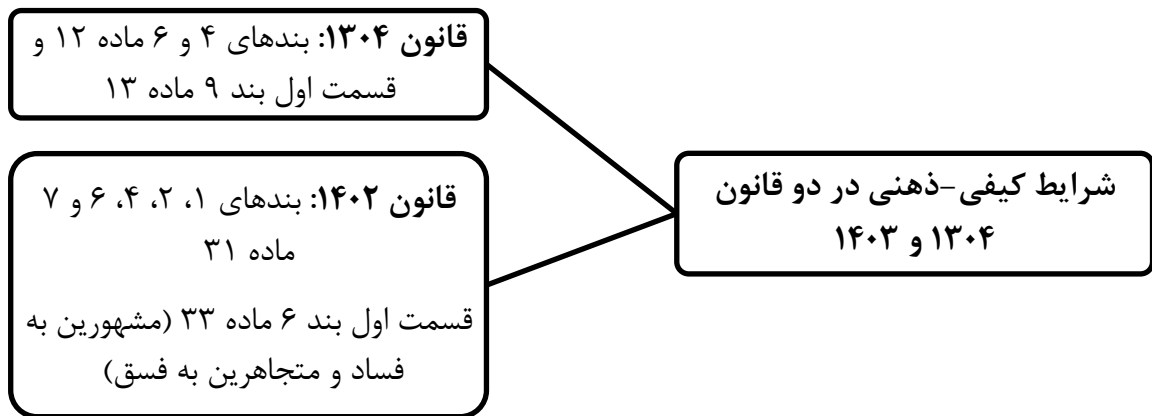 قانون ۱۳۰۴: بندهای ۴ و ۶ ماده ۱۲ و
قسمت اول بند ۹ ماده ۱۳
شرایط کیفی-ذهنی در دو قانون
۱۳۰۴ و ۱۴۰۳
قانون ۱۴۰۲: بندهای ۱، ۲، ۴، ۶ و ۷
ماده ۳۱
قسمت اول بند ۶ ماده ۳۳ (مشهورین به
فساد و متجاهرین به فسق)